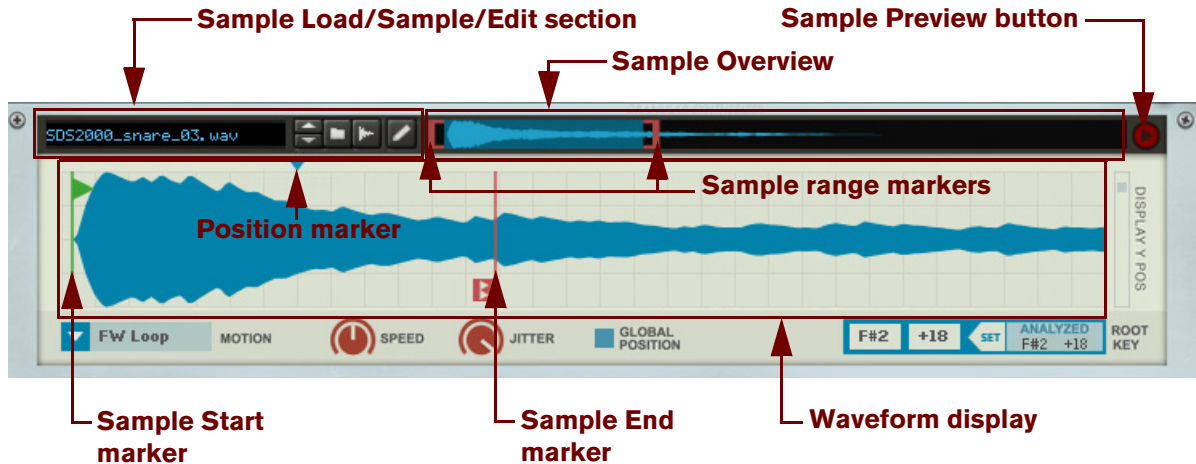 Sample Load/Sample/Edit section
Sample Preview button
Sample Overview
SDS2000_snare_03.wav
Sample range markers
Position marker
DISPLAY Y POS
FW Loop
MOTION
SPEED
JITTER
GLOBAL
POSITION
F#2
+18
SET
ANALYZED
F#2 +18
ROOT
KEY
Sample Start
marker
Sample End
marker
Waveform display